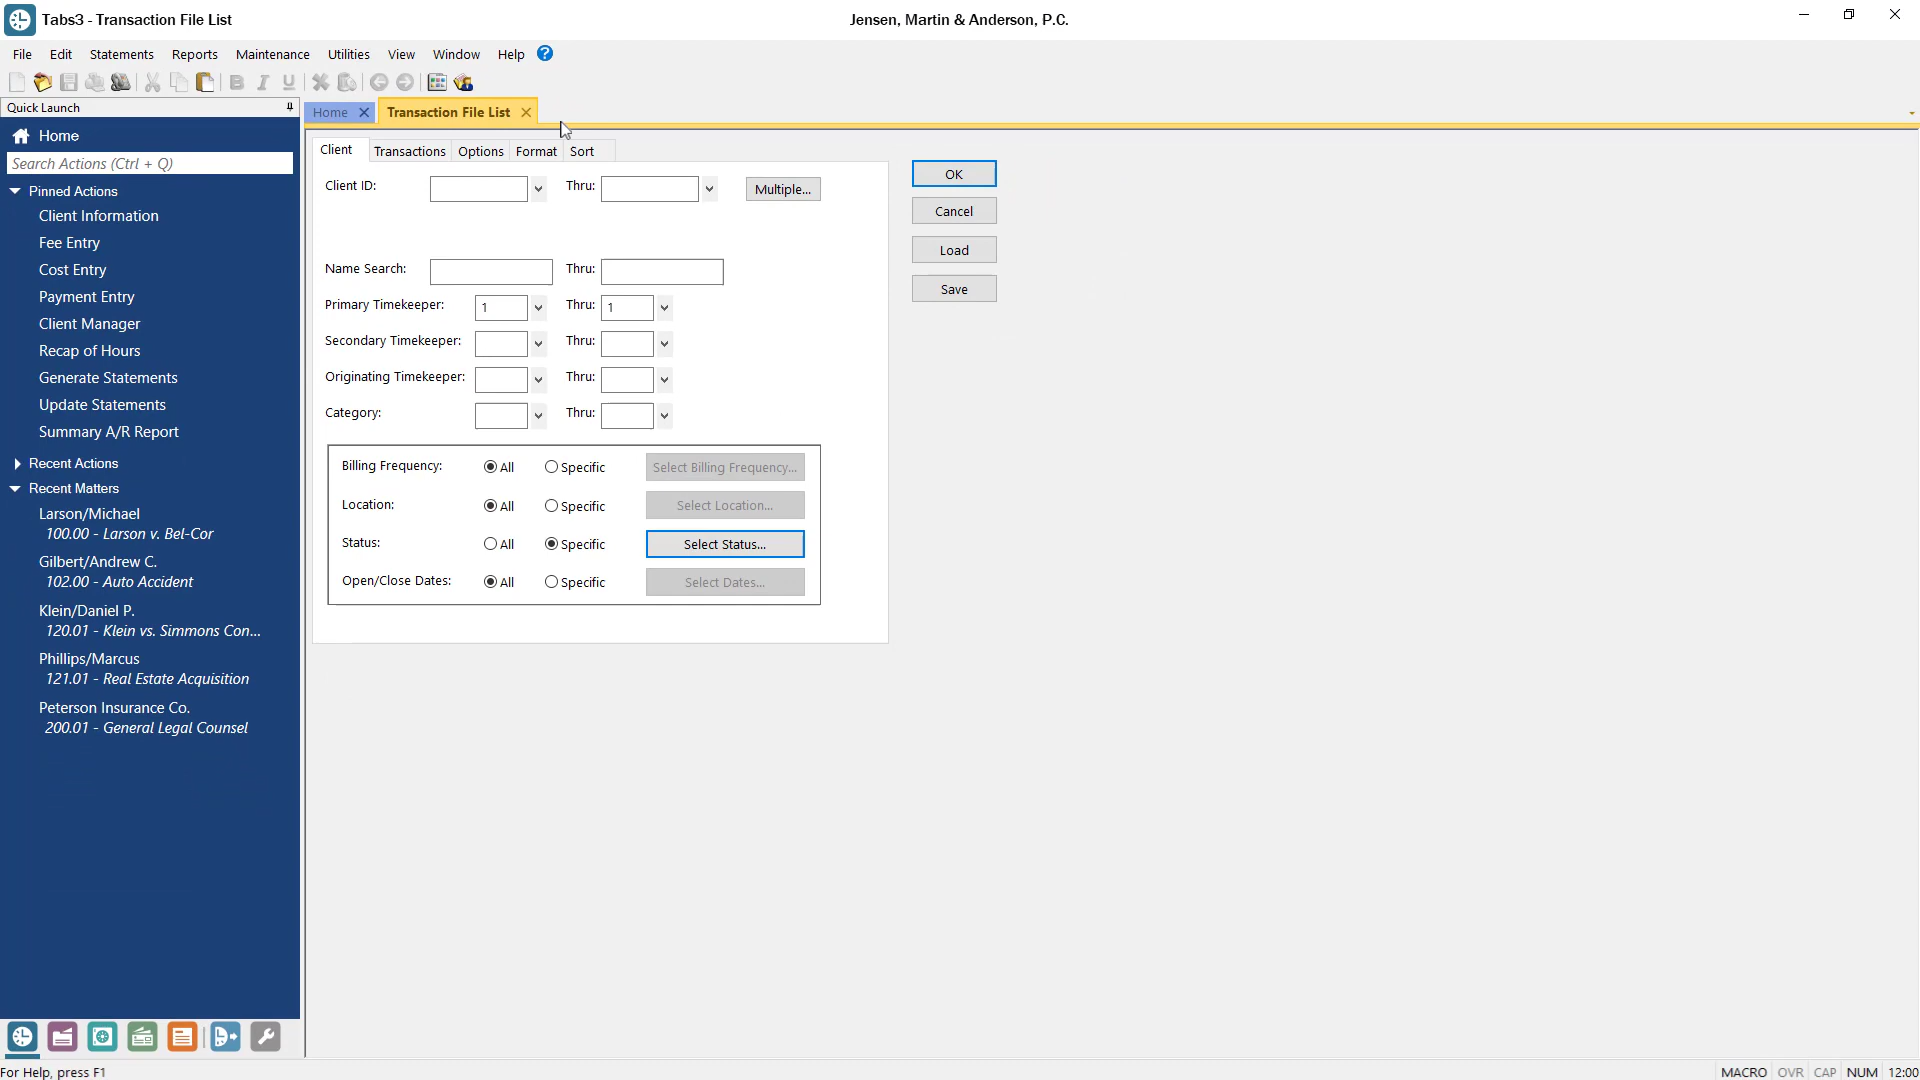 Tabs3 - Transaction File List
Jensen, Martin & Anderson, P.C.
File Edit Statements Reports Maintenance Utilities View Window Help ?
B I U
Quick Launch
Home Transaction File List
Home
Search Actions (Ctrl + Q)
Pinned Actions
Client Information
Fee Entry
Cost Entry
Payment Entry
Client Manager
Recap of Hours
Generate Statements
Update Statements
Summary A/R Report
Recent Actions
Recent Matters
Larson/Michael
100.00 - Larson v. Bel-Cor
Gilbert/Andrew C.
102.00 - Auto Accident
Klein/Daniel P.
120.01 - Klein vs. Simmons Con...
Phillips/Marcus
121.01 - Real Estate Acquisition
Peterson Insurance Co.
200.01 - General Legal Counsel
Client Transactions Options Format Sort
Client ID: Thru: Multiple...
Name Search: Thru:
Primary Timekeeper: 1 Thru: 1
Secondary Timekeeper: Thru:
Originating Timekeeper: Thru:
Category: Thru:
Billing Frequency: All Specific Select Billing Frequency...
Location: All Specific Select Location...
Status: All Specific Select Status...
Open/Close Dates: All Specific Select Dates...
OK
Cancel
Load
Save
For Help, press F1
MACRO OVR CAP NUM 12:00